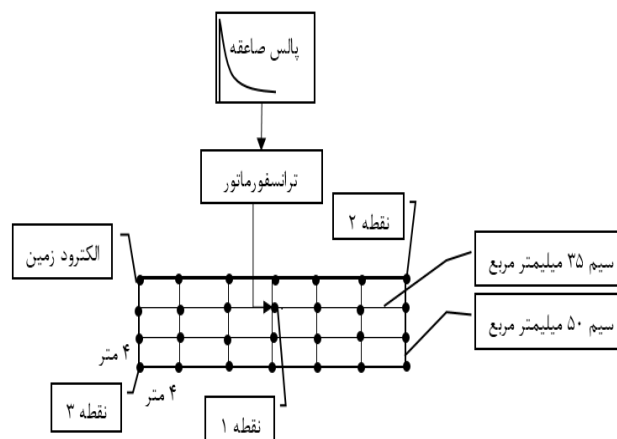 پالس صاعقه
ترانسفورماتور
نقطه ۲
الکترود زمین
سیم ۳۵ میلیمتر مربع
سیم ۵۰ میلیمتر مربع
۴ متر
۴ متر
نقطه ۳
نقطه ۱